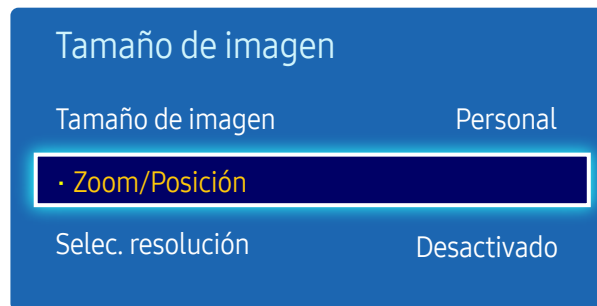 Tamaño de imagen
Tamaño de imagen Personal
· Zoom/Posición
Selec. resolución Desactivado